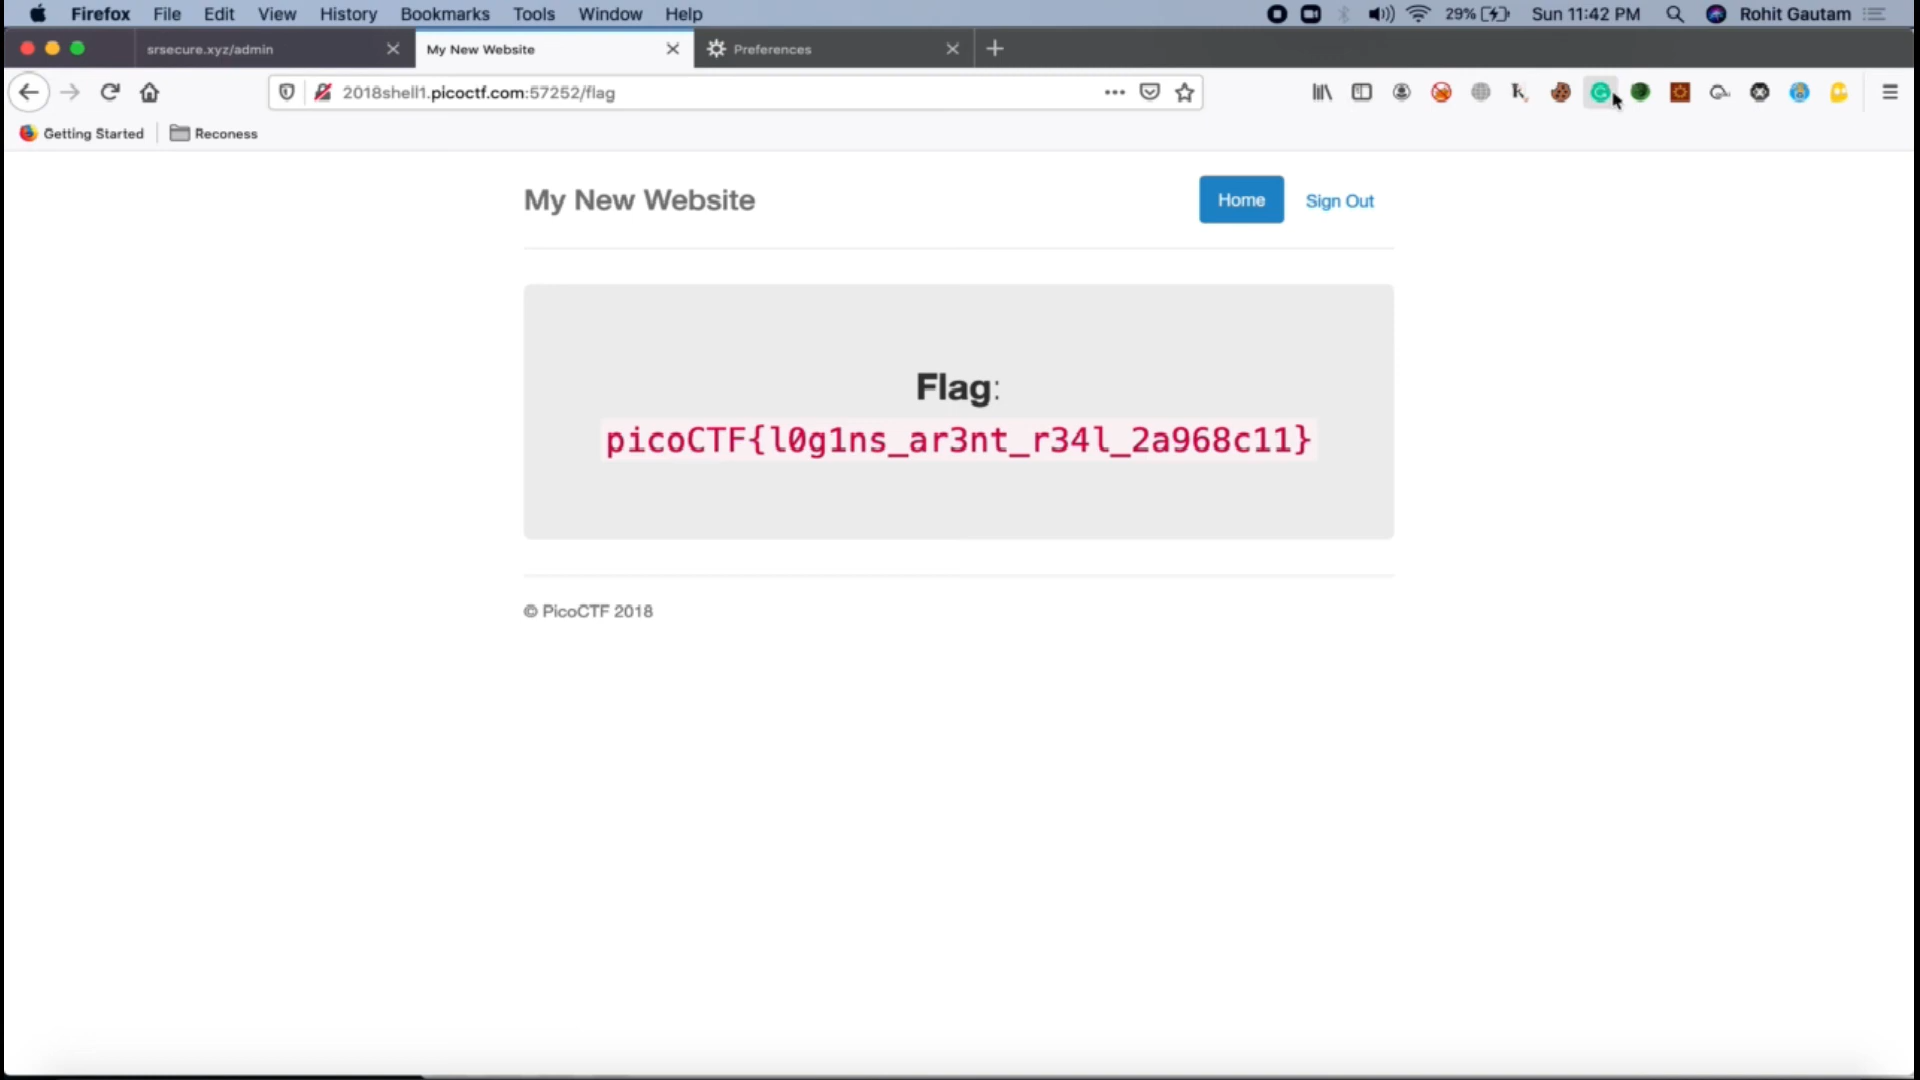 Firefox File Edit View History Bookmarks Tools Window Help 29% Sun 11:42 PM Rohit Gautam
srsecure.xyz/admin My New Website Preferences
2018shell1.picoctf.com:57252/flag
Getting Started Reconess
My New Website Home Sign Out
Flag:
picoCTF{l0g1ns_ar3nt_r34l_2a968c11}
© PicoCTF 2018